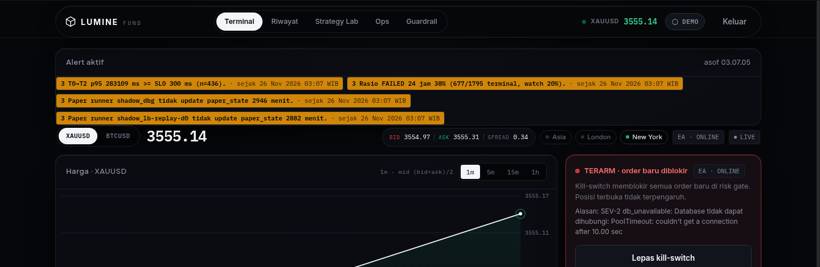 LUMINE FUND Terminal Riwayat Strategy Lab Ops Guardrail XAUUSD 3555.14 DEMO Keluar
Alert aktif asof 03.07.05
3 T0→T2 p95 283109 ms >= SLO 300 ms (n=436). · sejak 26 Nov 2026 03:07 WIB 3 Rasio FAILED 24 jam 38% (677/1795 terminal, watch 20%). · sejak 26 Nov 2026 03:07 WIB
3 Paper runner shadow_dbg tidak update paper_state 2946 menit. · sejak 26 Nov 2026 03:07 WIB
3 Paper runner shadow_lb-replay-d0 tidak update paper_state 2882 menit. · sejak 26 Nov 2026 03:07 WIB
XAUUSD BTCUSD 3555.14 BID 3554.97 ASK 3555.31 SPREAD 0.34 Asia London New York EA · ONLINE LIVE
Harga · XAUUSD 1m · mid (bid+ask)/2 1m 5m 15m 1h
3555.17
3555.11
TERARM · order baru diblokir EA · ONLINE
Kill-switch memblokir semua order baru di risk gate.
Posisi terbuka tidak terpengaruh.
Alasan: SEV-2 db_unavailable: Database tidak dapat
dihubungi: PoolTimeout: couldn't get a connection
after 10.00 sec
Lepas kill-switch